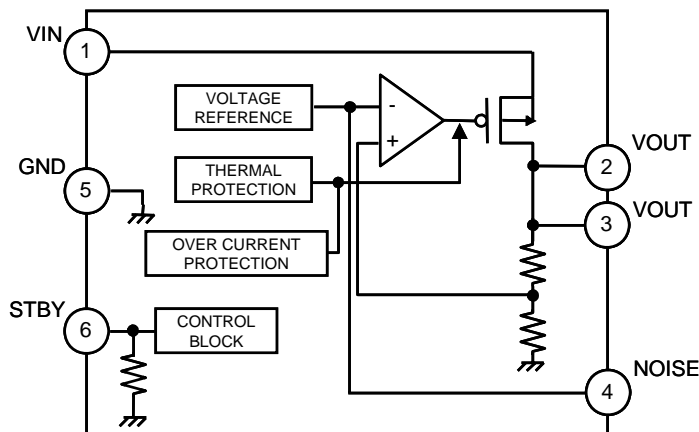 VIN
1
VOLTAGE
REFERENCE
-
+
VOUT
2
GND
5
THERMAL
PROTECTION
VOUT
3
OVER CURRENT
PROTECTION
STBY
6
CONTROL
BLOCK
NOISE
4